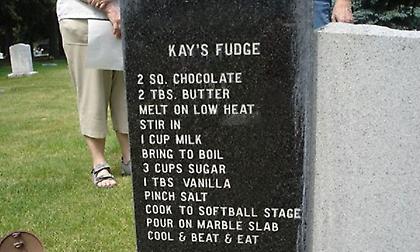 KAY'S FUDGE
2 SQ. CHOCOLATE
2 TBS. BUTTER
MELT ON LOW HEAT
STIR IN
1 CUP MILK
BRING TO BOIL
3 CUPS SUGAR
1 TBS VANILLA
PINCH SALT
COOK TO SOFTBALL STAGE
POUR ON MARBLE SLAB
COOL & BEAT & EAT